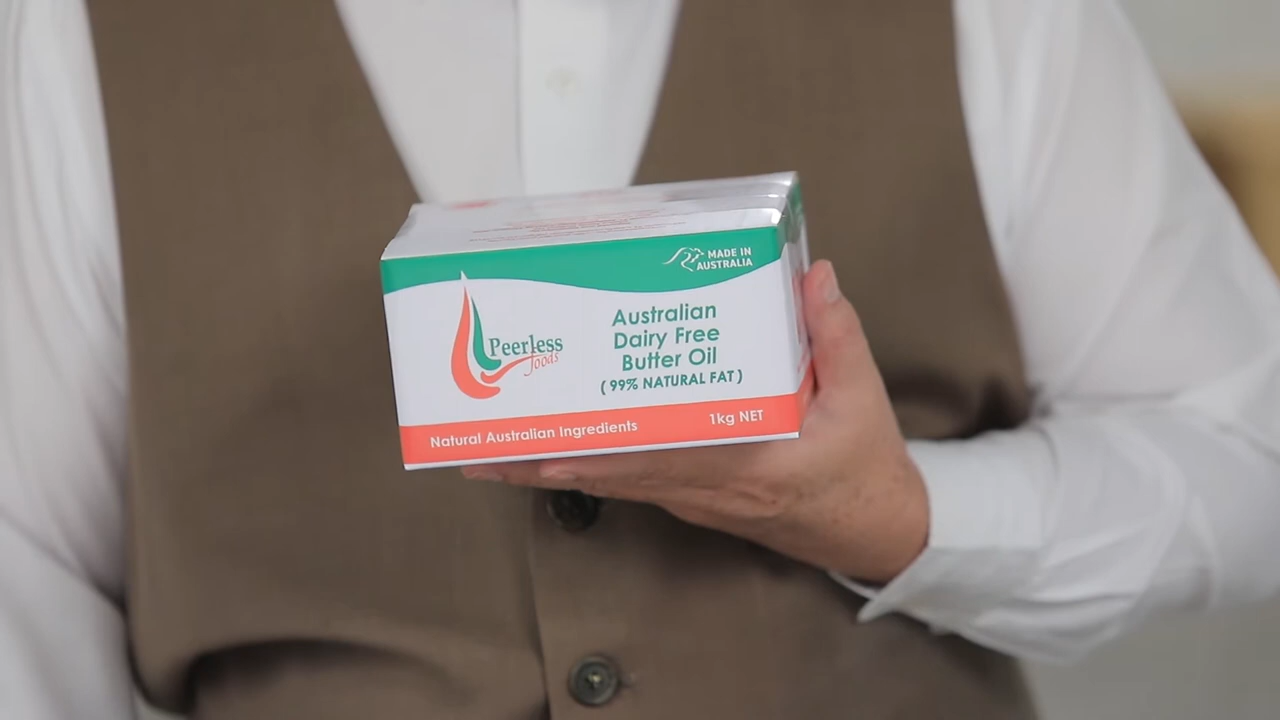 MADE IN
AUSTRALIA
Peerless
foods
Australian
Dairy Free
Butter Oil
( 99% NATURAL FAT )
Natural Australian Ingredients
1kg NET